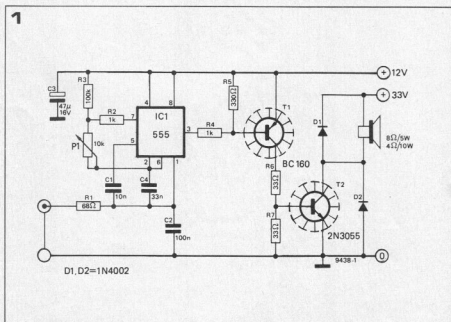 1
12V
33V
C3
47µ
16V
R3
100k
R2
1k
P1
10k
IC1
555
4
8
7
5
3
2
6
1
R4
1k
R5
330Ω
T1
BC160
R6
33Ω
R7
33Ω
T2
2N3055
D1
D2
8Ω/5W
4Ω/10W
C1
10n
C4
33n
R1
68Ω
C2
100n
0
9438-1
D1,D2=1N4002